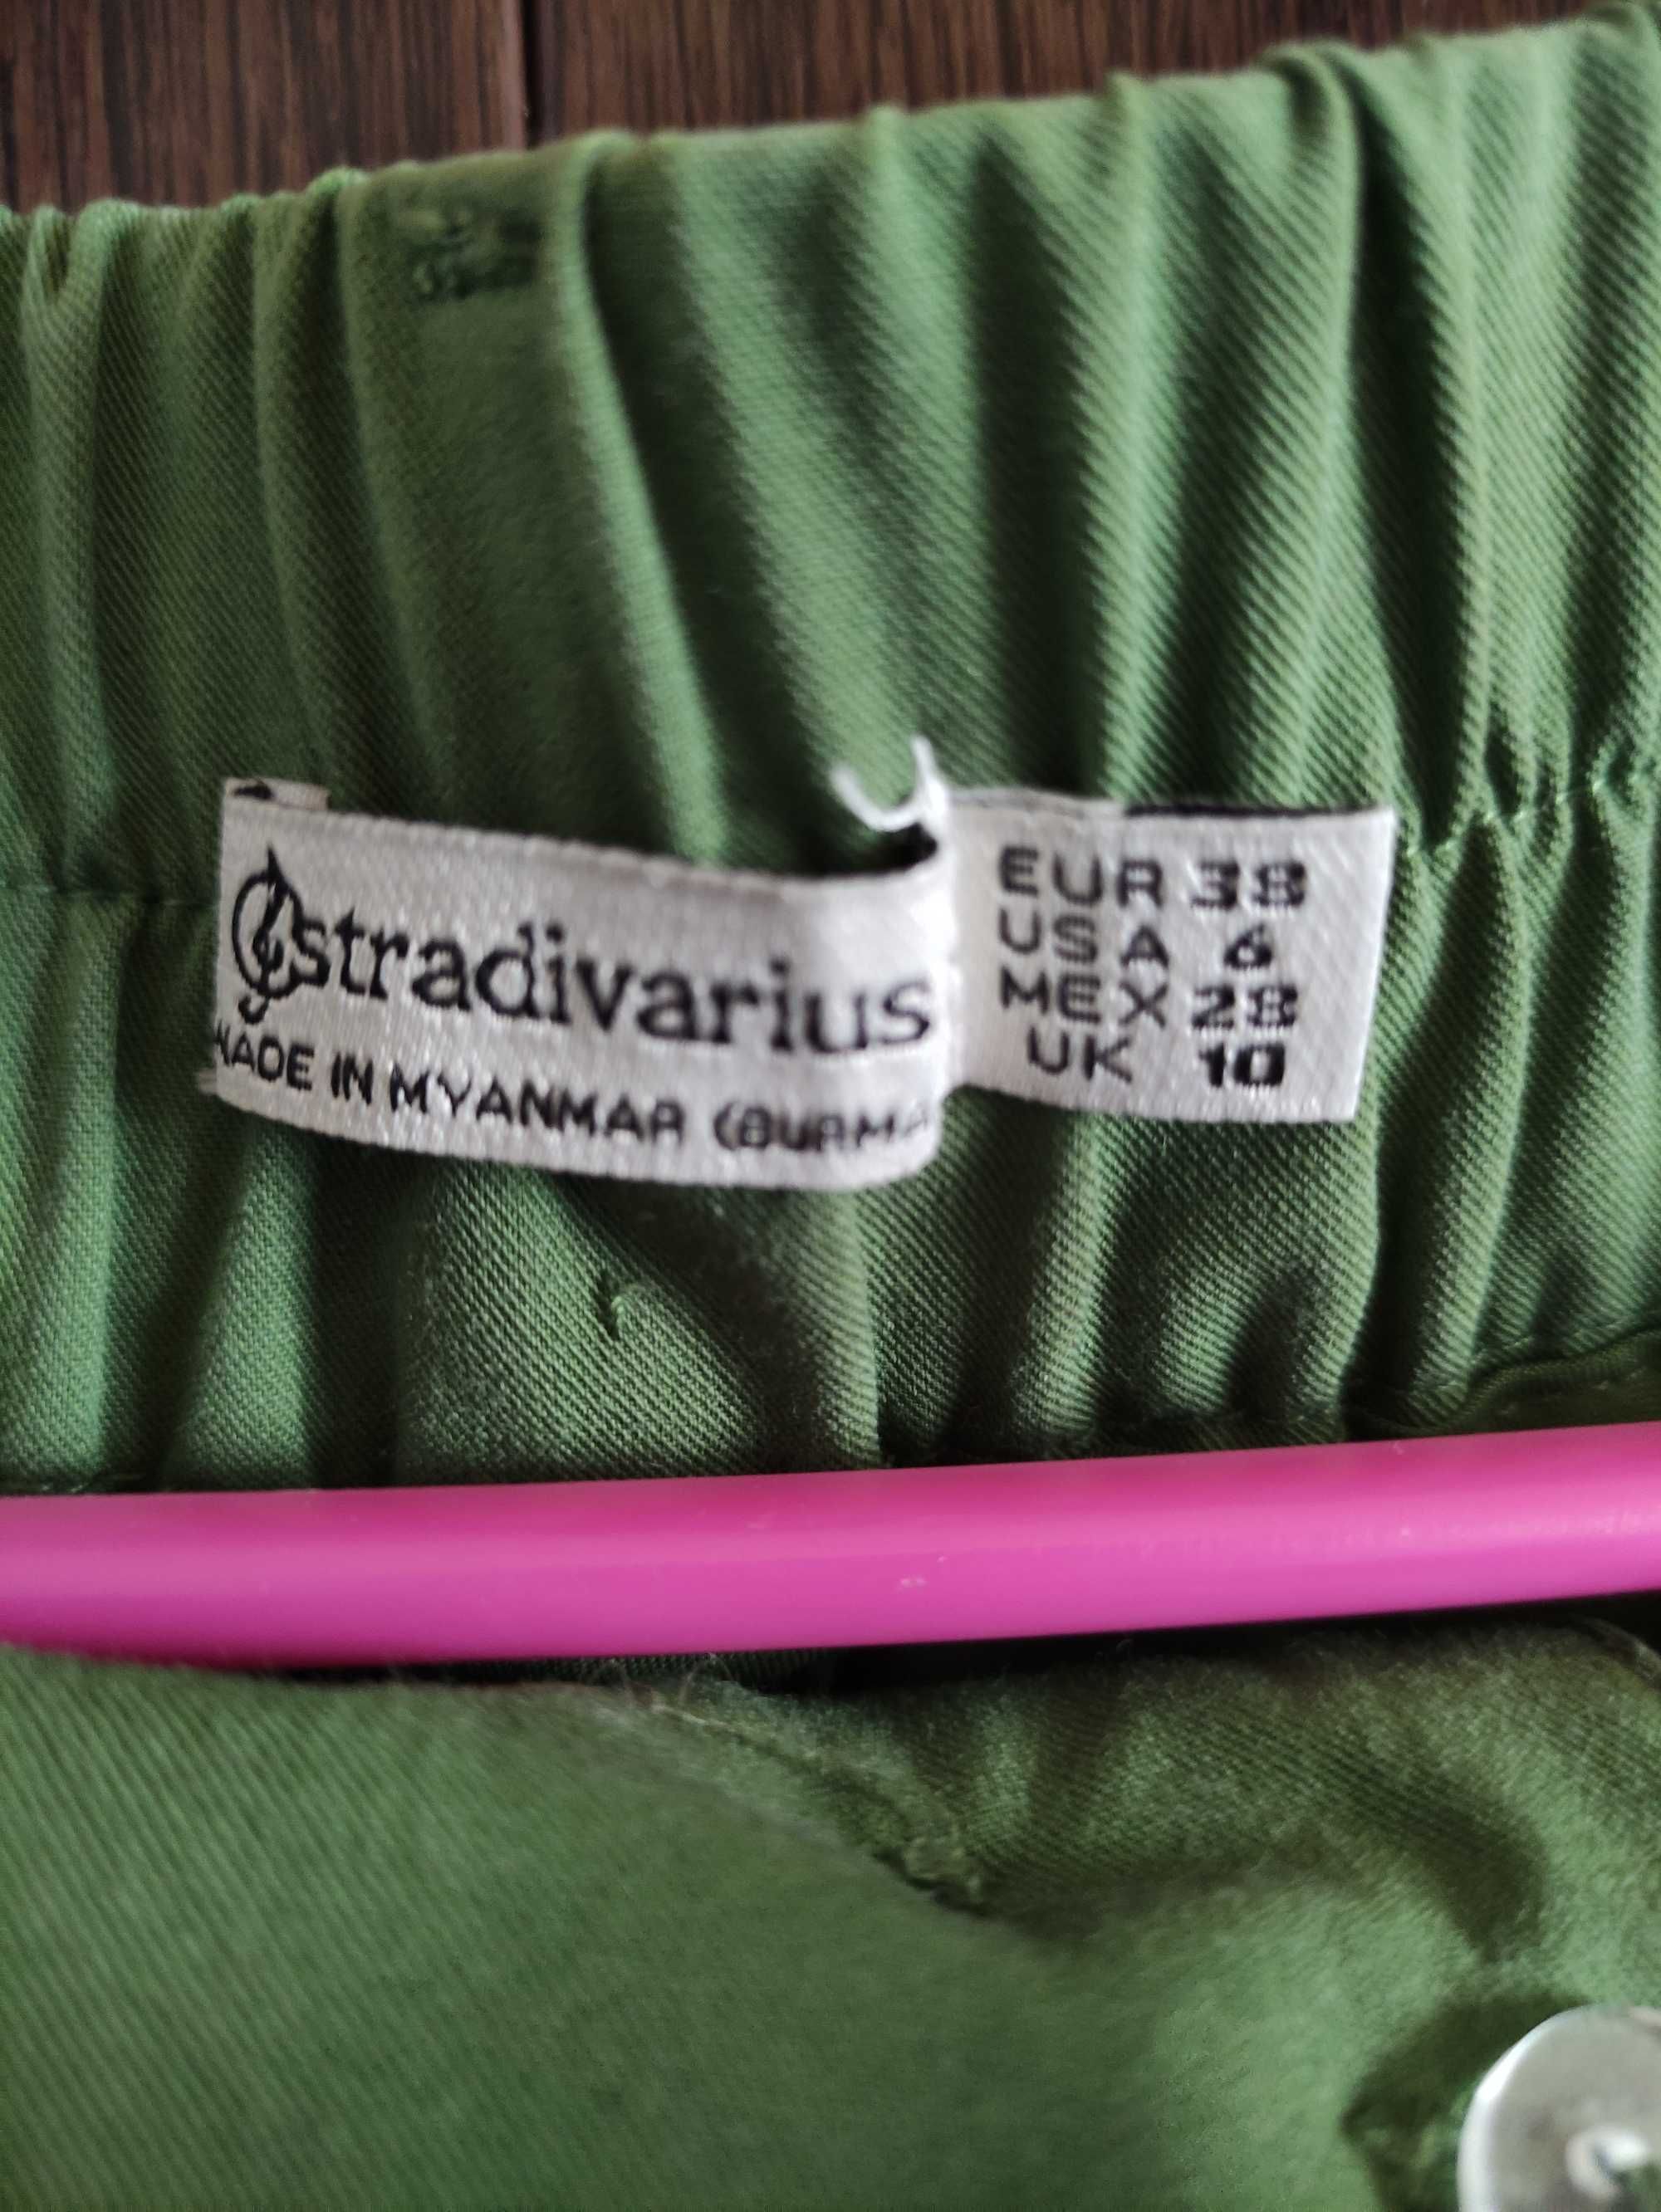 stradivarius
MADE IN MYANMAR (BURMA
EUR 38
USA 6
MEX 28
UK 10